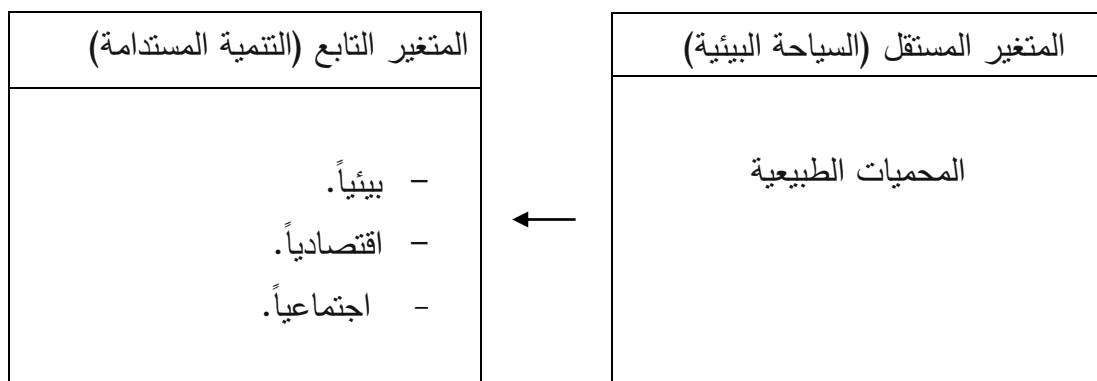 المتغير المستقل (السياحة البيئية)
المحميات الطبيعية
المتغير التابع (التنمية المستدامة)
- بيئياً.
- اقتصادياً.
- اجتماعياً.